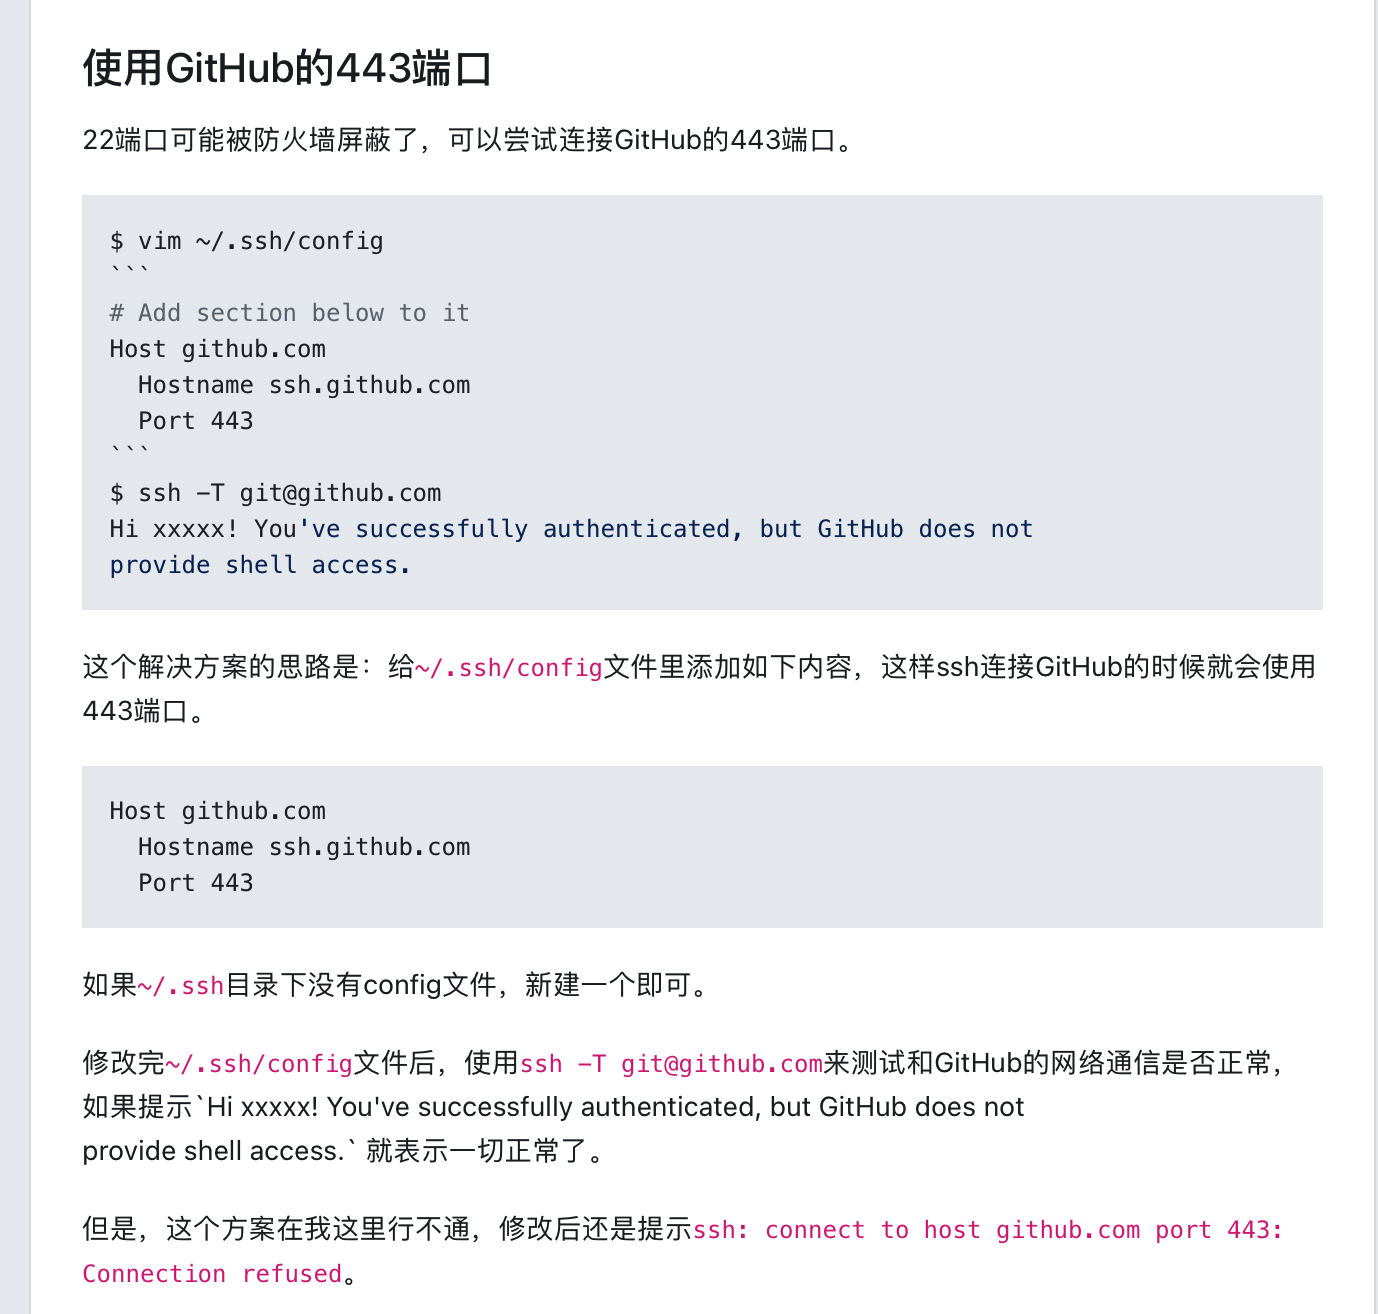 使用GitHub的443端口
22端口可能被防火墙屏蔽了，可以尝试连接GitHub的443端口。
$ vim ~/.ssh/config
```
# Add section below to it
Host github.com
  Hostname ssh.github.com
  Port 443
```
$ ssh -T git@github.com
Hi xxxxx! You've successfully authenticated, but GitHub does not
provide shell access.
这个解决方案的思路是：给~/.ssh/config文件里添加如下内容，这样ssh连接GitHub的时候就会使用
443端口。
Host github.com
  Hostname ssh.github.com
  Port 443
如果~/.ssh目录下没有config文件，新建一个即可。
修改完~/.ssh/config文件后，使用ssh -T git@github.com来测试和GitHub的网络通信是否正常，
如果提示`Hi xxxxx! You've successfully authenticated, but GitHub does not
provide shell access.` 就表示一切正常了。
但是，这个方案在我这里行不通，修改后还是提示ssh: connect to host github.com port 443:
Connection refused。